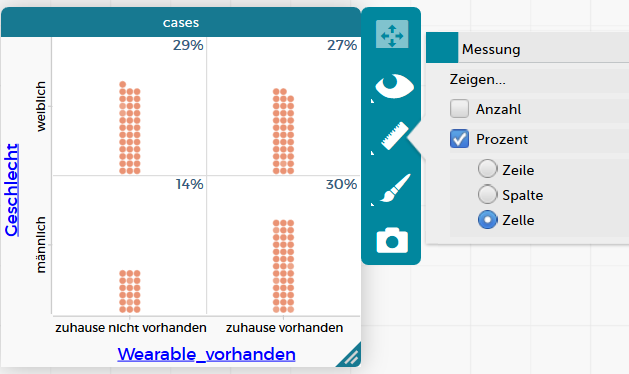 cases
29%
27%
14%
30%
weiblich
männlich
Geschlecht
zuhause nicht vorhanden
zuhause vorhanden
Wearable_vorhanden
Messung
Zeigen...
Anzahl
Prozent
Zeile
Spalte
Zelle